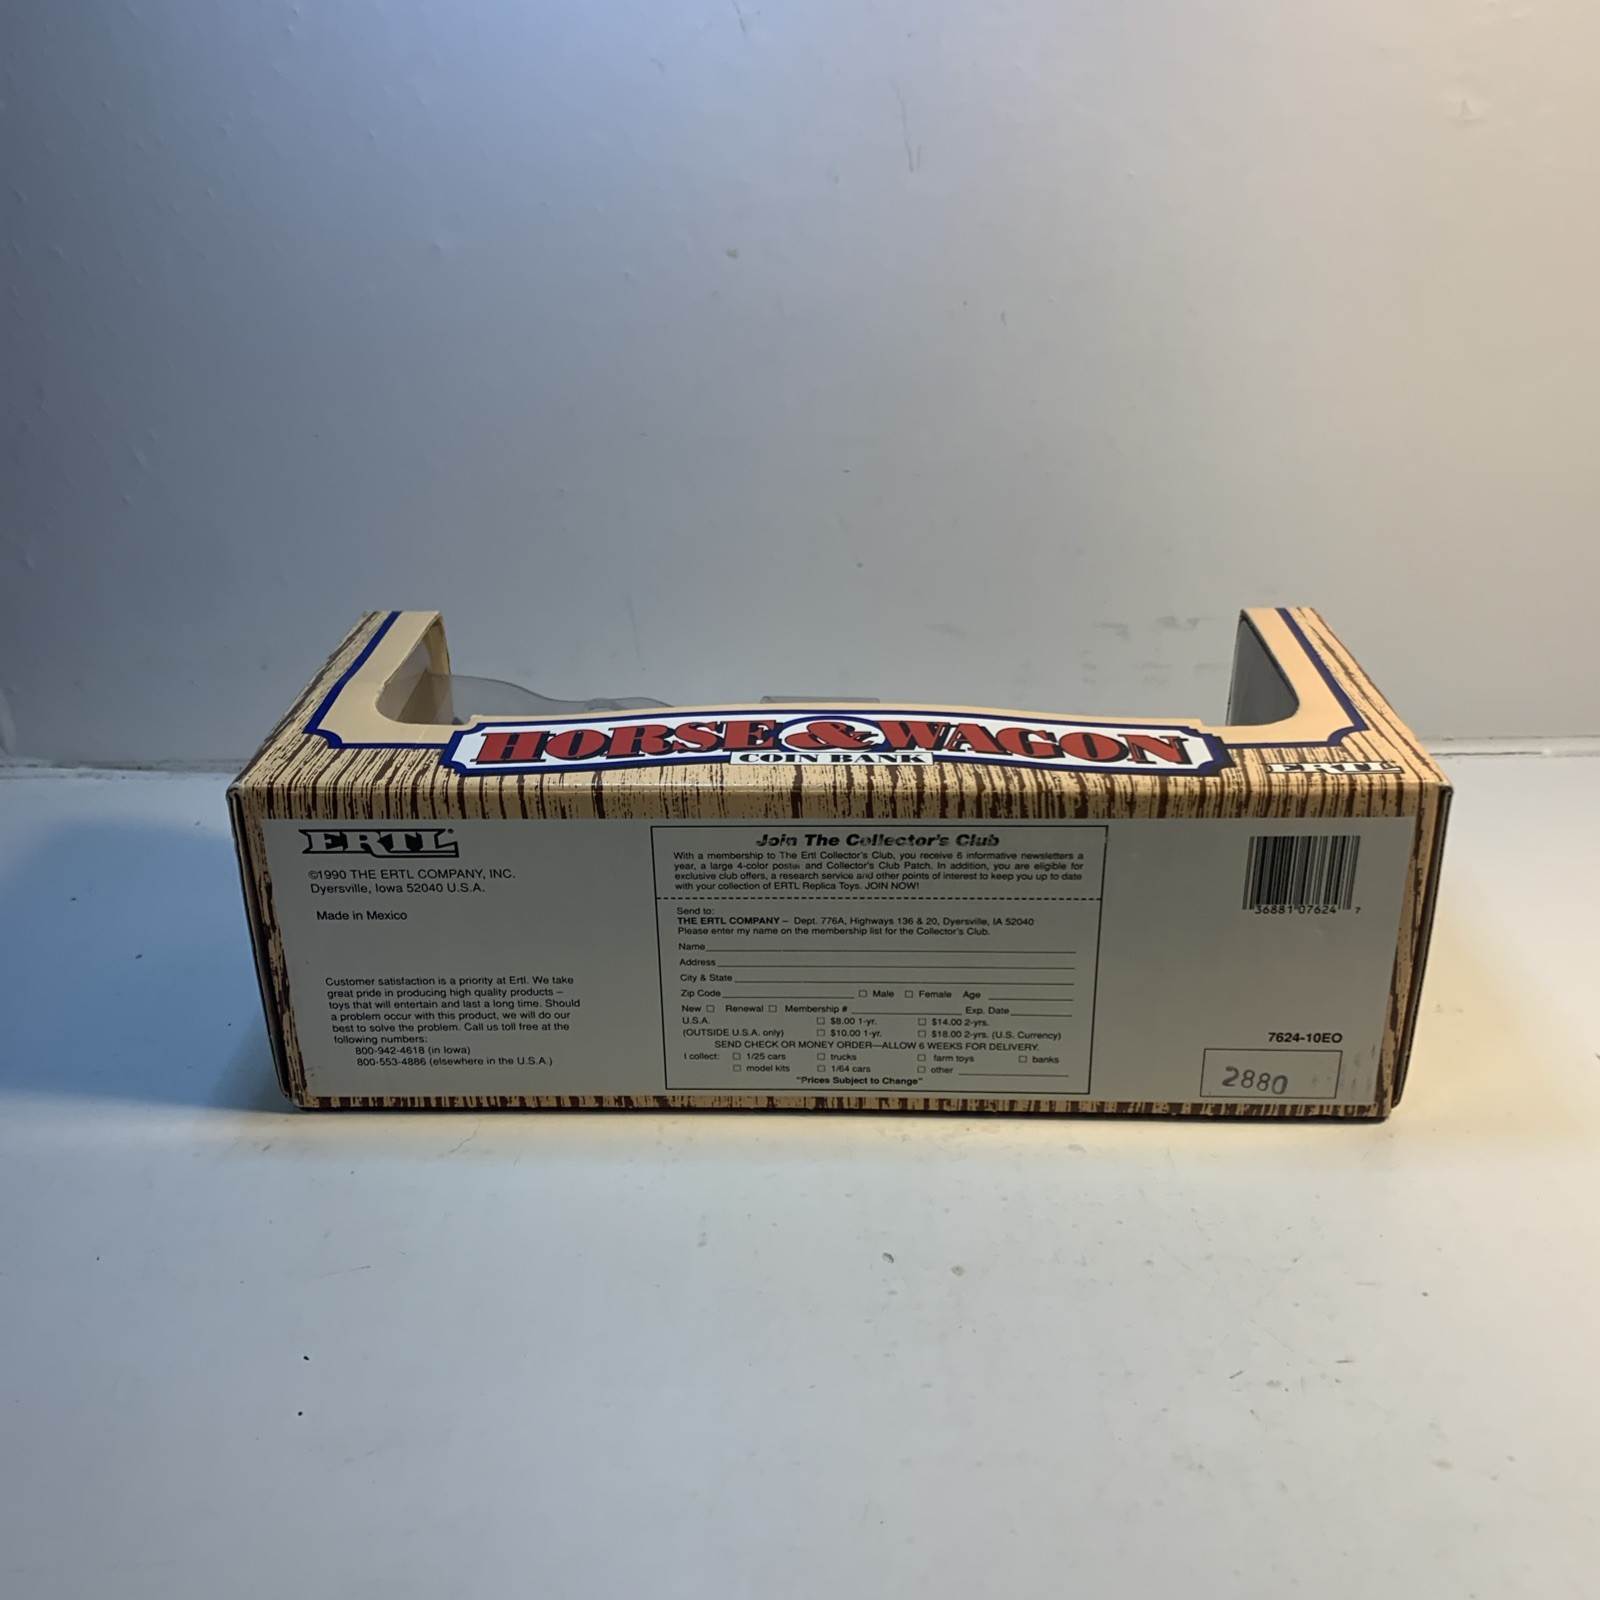 HORSE & WAGON
COIN BANK
ERTL
ERTL®
©1990 THE ERTL COMPANY, INC.
Dyersville, Iowa 52040 U.S.A.
Made in Mexico
Customer satisfaction is a priority at Ertl. We take
great pride in producing high quality products –
toys that will entertain and last a long time. Should
a problem occur with this product, we will do our
best to solve the problem. Call us toll free at the
following numbers:
800-942-4618 (in Iowa)
800-553-4886 (elsewhere in the U.S.A.)
Join The Collector's Club
With a membership to The Ertl Collector's Club, you receive 6 informative newsletters a
year, a large 4-color poster and Collector's Club Patch. In addition, you are eligible for
exclusive club offers, a research service and other points of interest to keep you up to date
with your collection of ERTL Replica Toys. JOIN NOW!
Send to:
THE ERTL COMPANY – Dept. 776A, Highways 136 & 20, Dyersville, IA 52040
Please enter my name on the membership list for the Collector's Club.
Name
Address
City & State
Zip Code □ Male □ Female Age
New □ Renewal □ Membership # Exp. Date
U.S.A. □ $8.00 1-yr. □ $14.00 2-yrs.
(OUTSIDE U.S.A. only) □ $10.00 1-yr. □ $18.00 2-yrs. (U.S. Currency)
SEND CHECK OR MONEY ORDER—ALLOW 6 WEEKS FOR DELIVERY.
I collect: □ 1/25 cars □ trucks □ farm toys □ banks
□ model kits □ 1/64 cars □ other
"Prices Subject to Change"
36881 07624 7
7624-10EO
2880